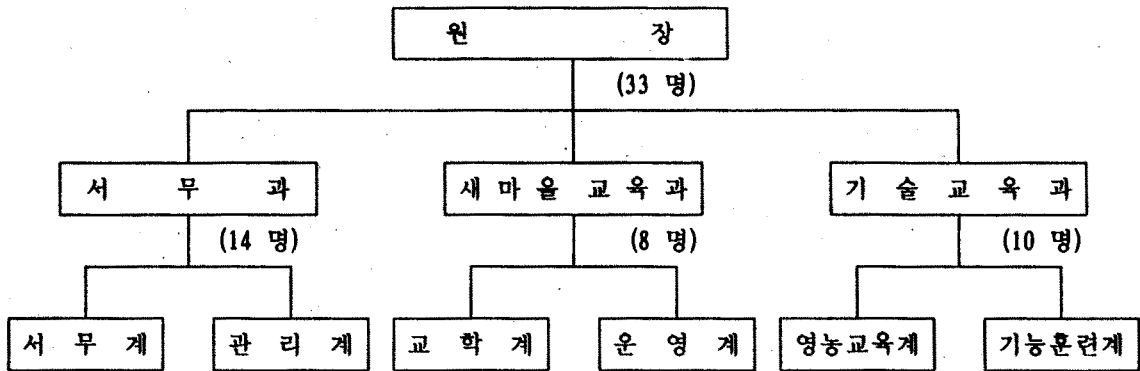 원 장
(33 명)
서 무 과 새 마 을 교 육 과 기 술 교 육 과
(14 명) (8 명) (10 명)
서 무 계 관 리 계 교 학 계 운 영 계 영농교육계 기능훈련계